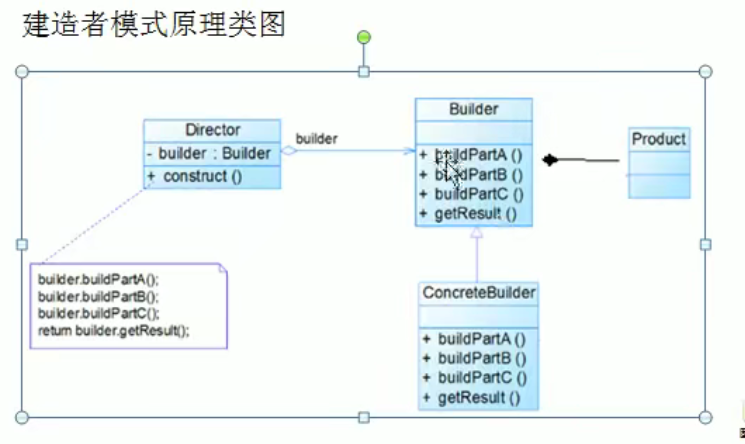 建造者模式原理类图
Director
- builder : Builder
+ construct ()
builder
Builder
+ buildPartA ()
+ buildPartB ()
+ buildPartC ()
+ getResult ()
Product
builder.buildPartA();
builder.buildPartB();
builder.buildPartC();
return builder.getResult();
ConcreteBuilder
+ buildPartA ()
+ buildPartB ()
+ buildPartC ()
+ getResult ()